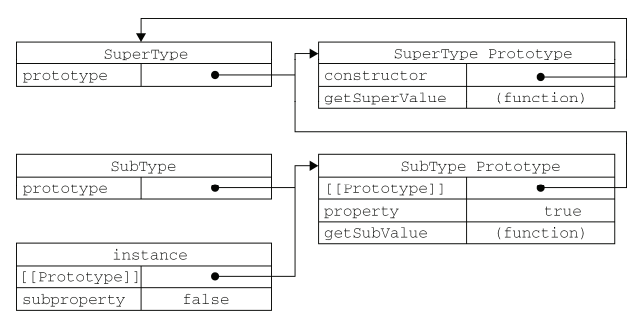 SuperType
prototype
SuperType Prototype
constructor
getSuperValue (function)
SubType
prototype
SubType Prototype
[[Prototype]]
property true
getSubValue (function)
instance
[[Prototype]]
subproperty false